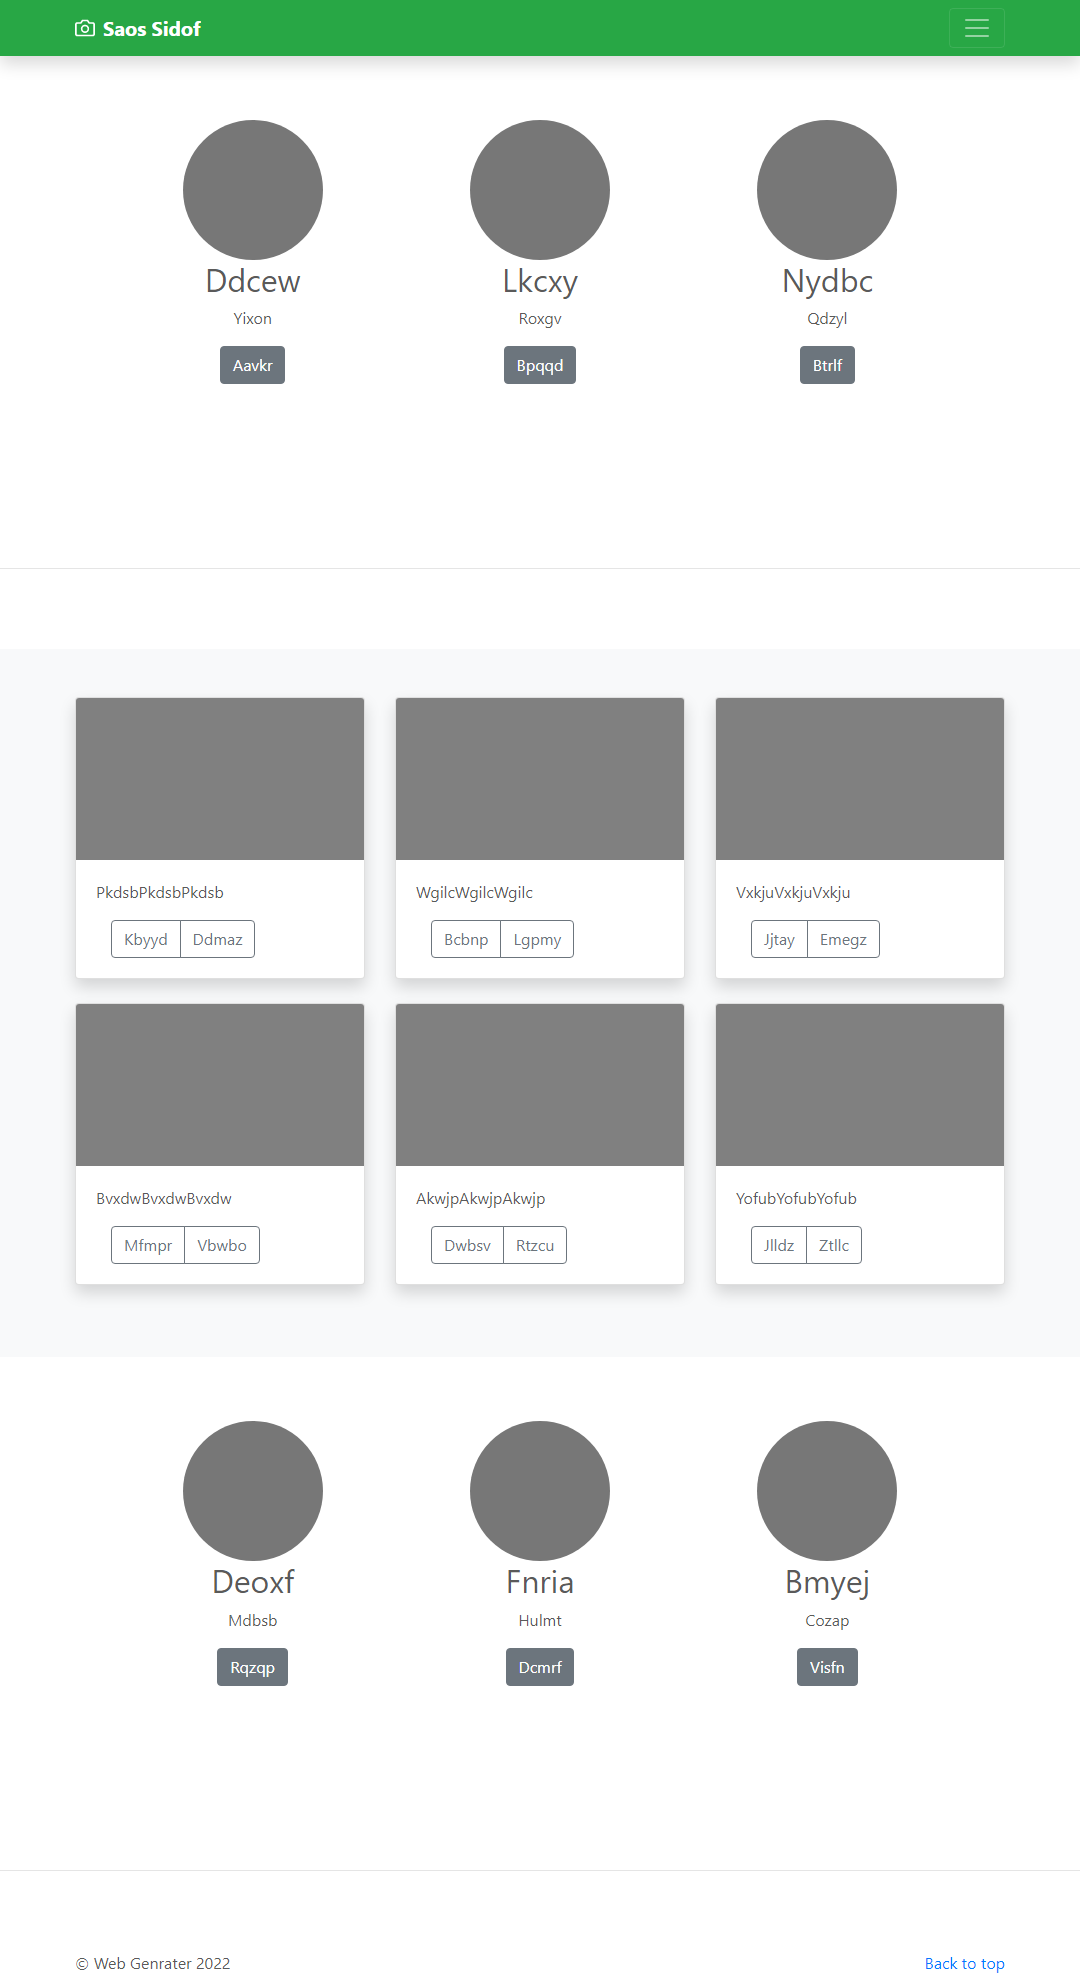 Saos Sidof
Ddcew
Yixon
Aavkr
Lkcxy
Roxgv
Bpqqd
Nydbc
Qdzyl
Btrlf
PkdsbPkdsbPkdsb
Kbyyd Ddmaz
WgilcWgilcWgilc
Bcbnp Lgpmy
VxkjuVxkjuVxkju
Jjtay Emegz
BvxdwBvxdwBvxdw
Mfmpr Vbwbo
AkwjpAkwjpAkwjp
Dwbsv Rtzcu
YofubYofubYofub
Jlldz Ztllc
Deoxf
Mdbsb
Rqzqp
Fnria
Hulmt
Dcmrf
Bmyej
Cozap
Visfn
© Web Genrater 2022
Back to top